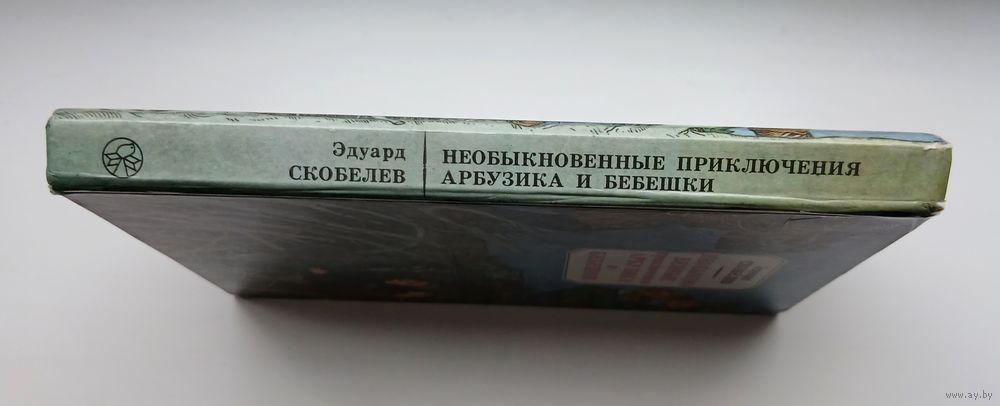 Эдуард
СКОБЕЛЕВ
НЕОБЫКНОВЕННЫЕ ПРИКЛЮЧЕНИЯ
АРБУЗИКА И БЕБЕШКИ
www.ay.by